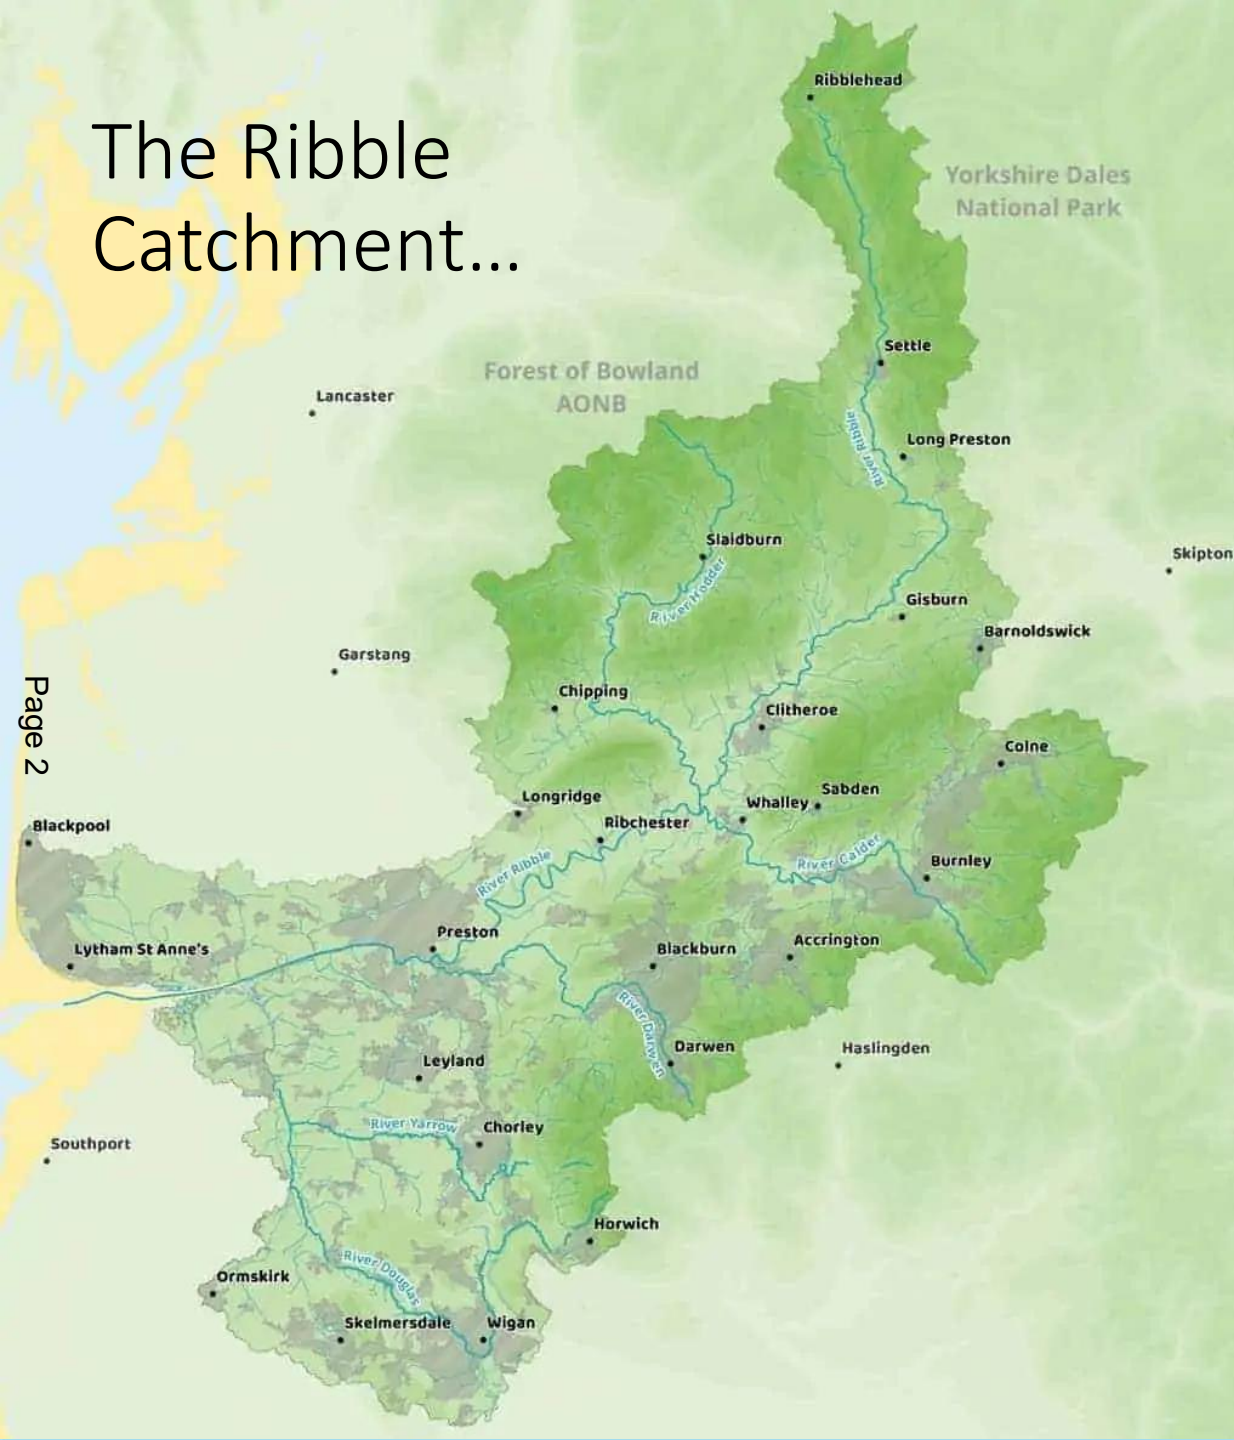 The Ribble
Catchment...
Ribblehead
Yorkshire Dales
National Park
Settle
Forest of Bowland
AONB
Lancaster
River Ribble
Long Preston
Slaidburn
Skipton
River Hodder
Gisburn
Barnoldswick
Garstang
Page 2
Chipping
Clitheroe
Colne
Longridge
Sabden
Whalley
Ribchester
Blackpool
River Ribble
River Calder
Burnley
Preston
Lytham St Anne's
Blackburn
Accrington
River Darwen
Darwen
Haslingden
Leyland
Southport
River Yarrow
Chorley
Horwich
River Douglas
Ormskirk
Skelmersdale
Wigan